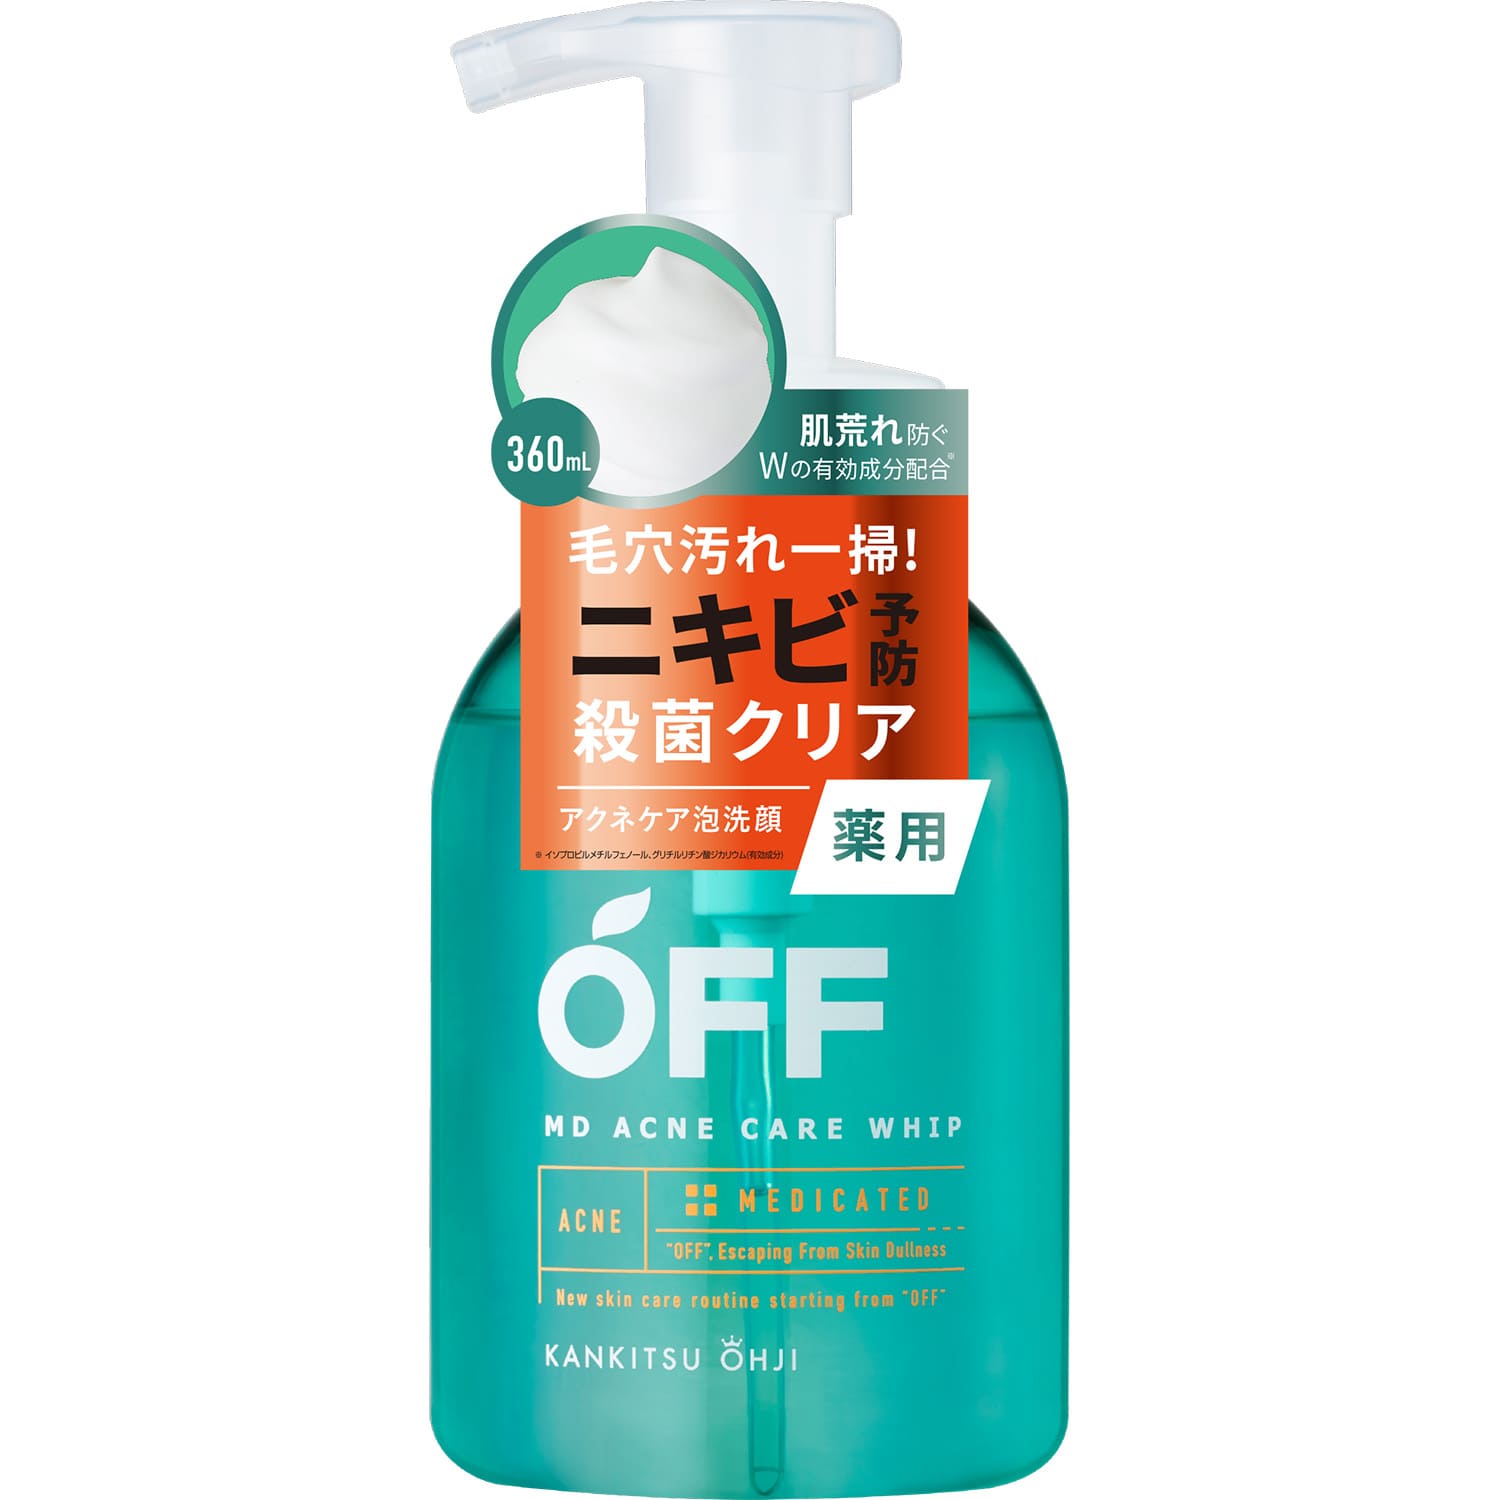 360mL
肌荒れ防ぐ
Wの有効成分配合※
毛穴汚れ一掃!
ニキビ予防
殺菌クリア
アクネケア泡洗顔
※ イソプロピルメチルフェノール、グリチルリチン酸ジカリウム(有効成分)
薬用
OFF
MD ACNE CARE WHIP
ACNE
MEDICATED
"OFF", Escaping From Skin Dullness
New skin care routine starting from "OFF"
KANKITSU OHJI